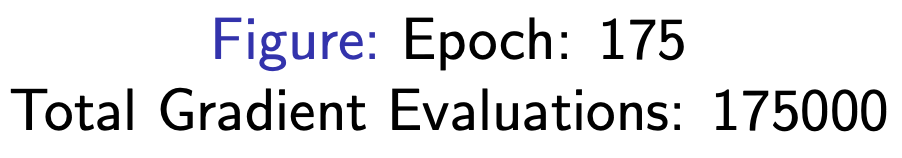 Figure: Epoch: 175
Total Gradient Evaluations: 175000